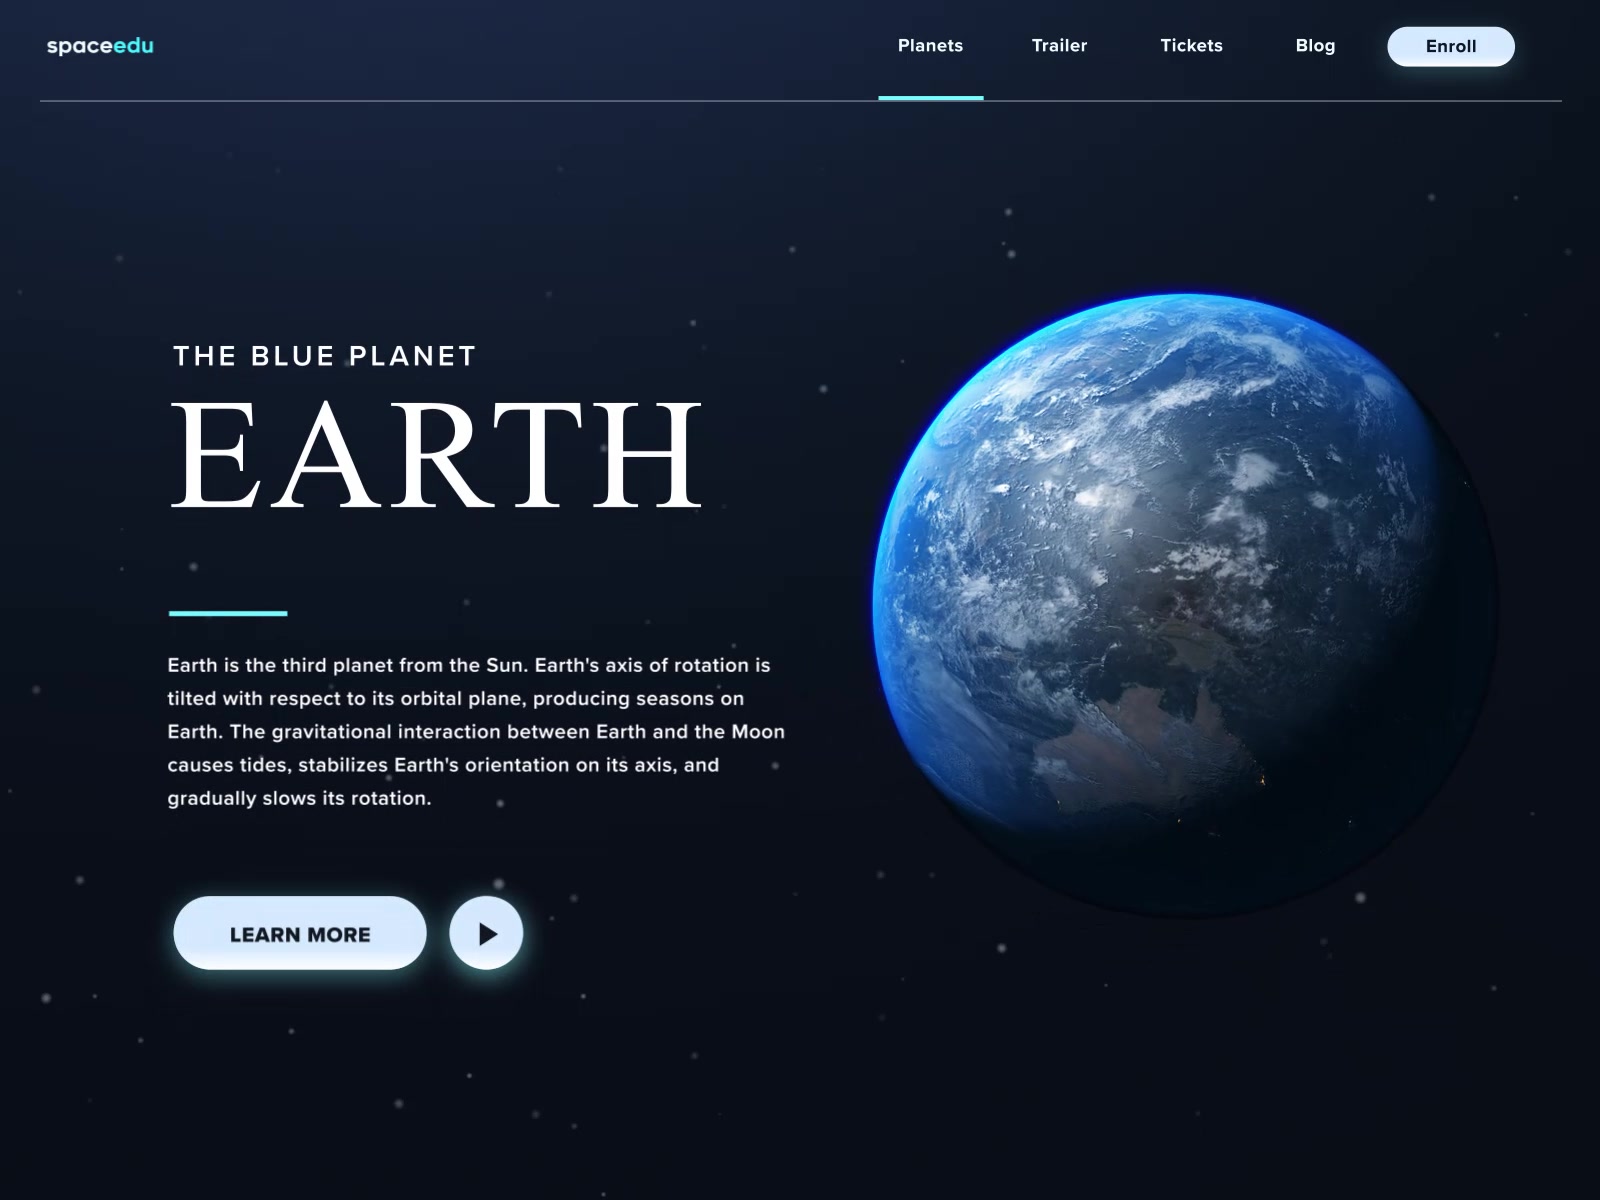 spaceedu
Planets
Trailer
Tickets
Blog
Enroll
THE BLUE PLANET
EARTH
Earth is the third planet from the Sun. Earth's axis of rotation is
tilted with respect to its orbital plane, producing seasons on
Earth. The gravitational interaction between Earth and the Moon
causes tides, stabilizes Earth's orientation on its axis, and
gradually slows its rotation.
LEARN MORE